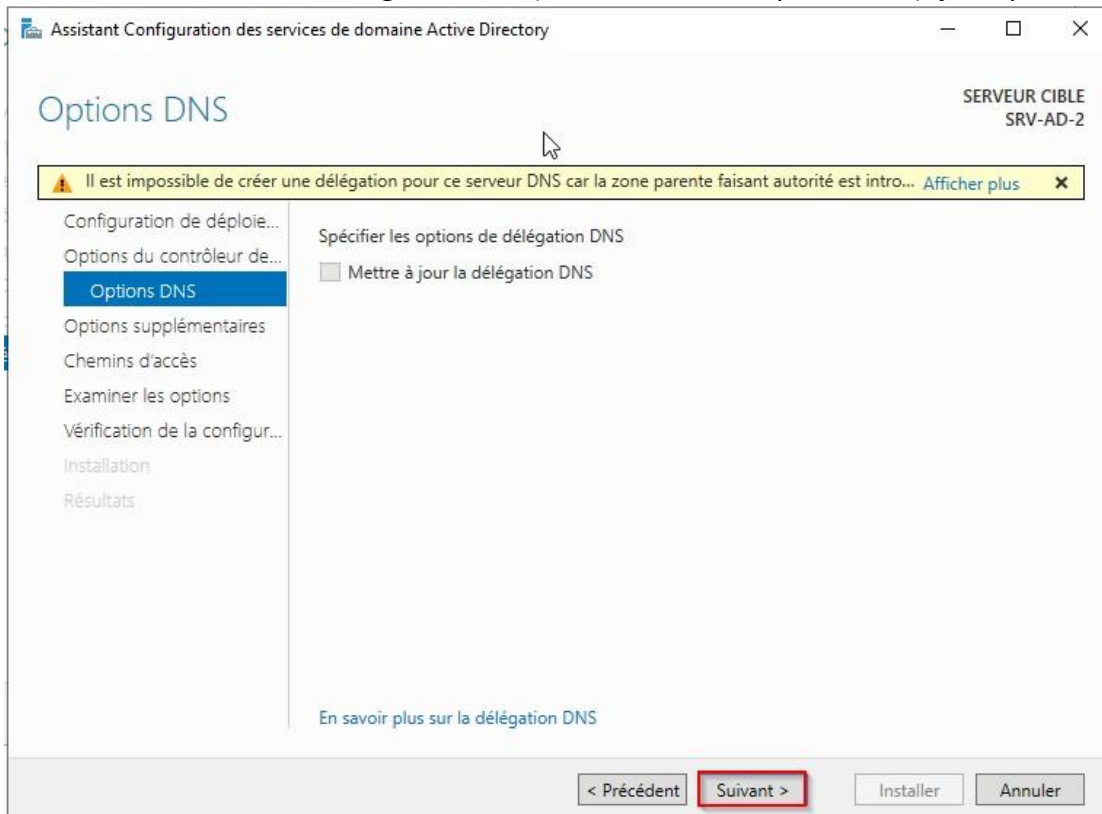 Assistant Configuration des services de domaine Active Directory
Options DNS
SERVEUR CIBLE
SRV-AD-2
Il est impossible de créer une délégation pour ce serveur DNS car la zone parente faisant autorité est intro... Afficher plus
Configuration de déploie...
Options du contrôleur de...
Options DNS
Options supplémentaires
Chemins d'accès
Examiner les options
Vérification de la configur...
Installation
Résultats
Spécifier les options de délégation DNS
Mettre à jour la délégation DNS
En savoir plus sur la délégation DNS
< Précédent Suivant > Installer Annuler